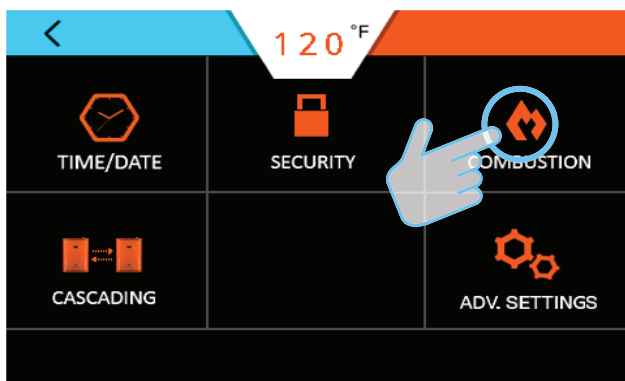 120 °F
TIME/DATE
SECURITY
COMBUSTION
CASCADING
ADV. SETTINGS